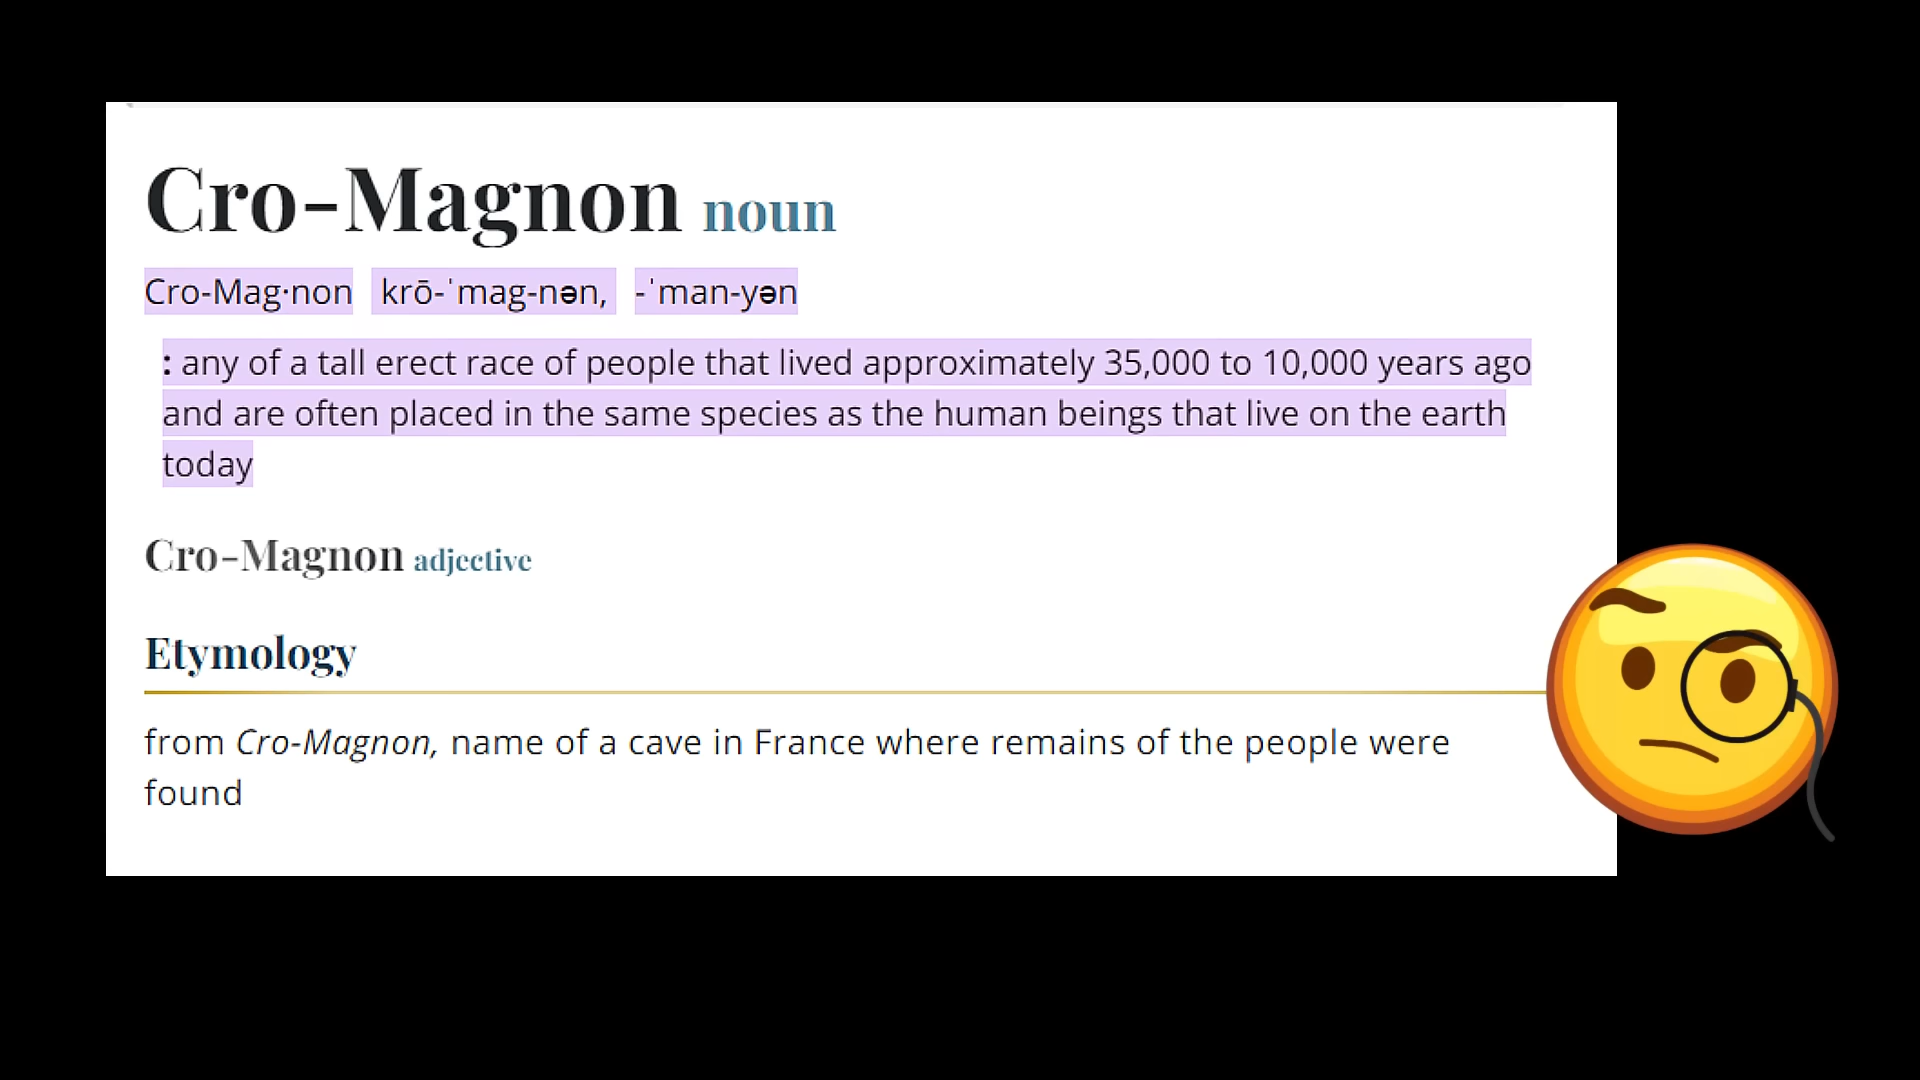 Cro-Magnon noun
Cro-Mag·non krō-ˈmag-nən, -ˈman-yən
: any of a tall erect race of people that lived approximately 35,000 to 10,000 years ago
and are often placed in the same species as the human beings that live on the earth
today
Cro-Magnon adjective
Etymology
from Cro-Magnon, name of a cave in France where remains of the people were
found